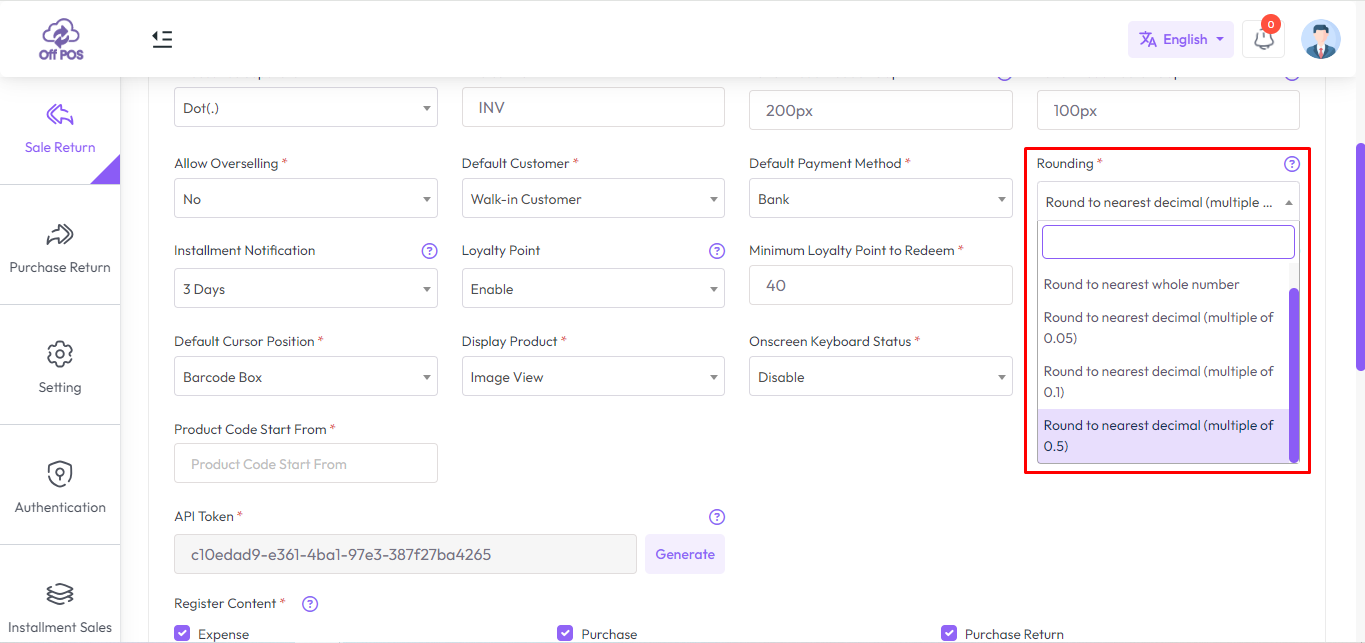 Off POS
English
0
Dot(.)
INV
200px
100px
Sale Return
Allow Overselling *
Default Customer *
Default Payment Method *
Rounding *
?
No
Walk-in Customer
Bank
Round to nearest decimal (multiple ...
Purchase Return
Installment Notification
?
Loyalty Point
?
Minimum Loyalty Point to Redeem *
3 Days
Enable
40
Round to nearest whole number
Round to nearest decimal (multiple of
0.05)
Round to nearest decimal (multiple of
0.1)
Round to nearest decimal (multiple of
0.5)
Setting
Default Cursor Position *
Display Product *
Onscreen Keyboard Status *
Barcode Box
Image View
Disable
Product Code Start From *
Product Code Start From
Authentication
API Token *
?
c10edad9-e361-4ba1-97e3-387f27ba4265
Generate
Register Content *
?
Installment Sales
Expense
Purchase
Purchase Return